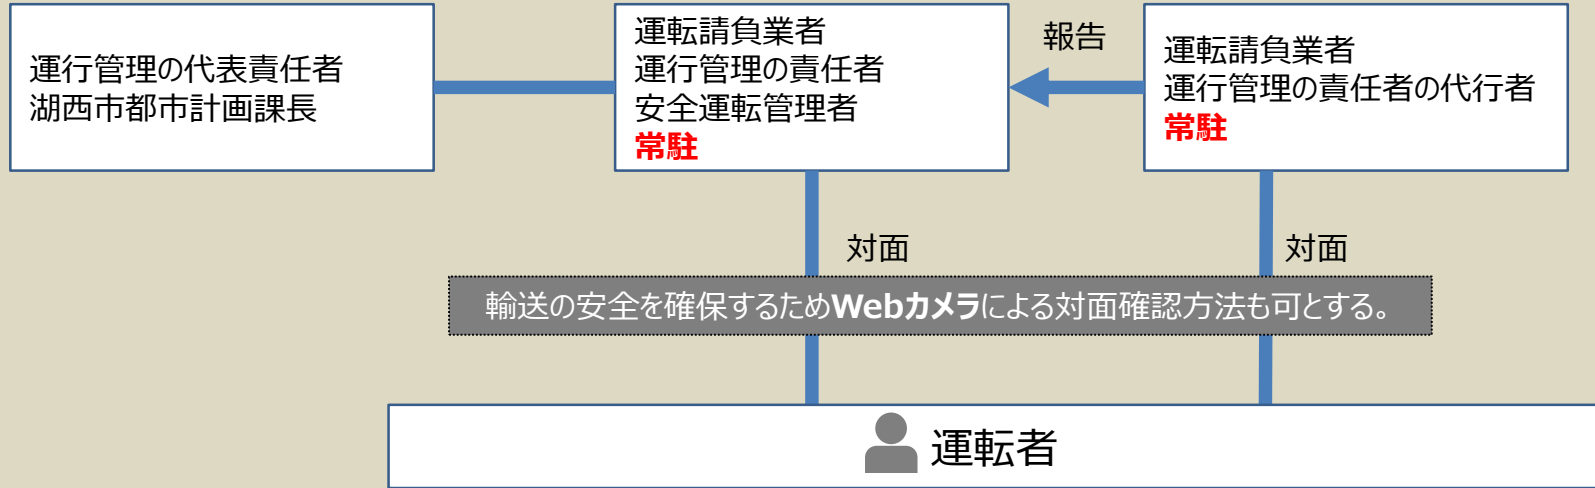 運行管理の代表責任者
湖西市都市計画課長
運転請負業者
運行管理の責任者
安全運転管理者
常駐
報告
運転請負業者
運行管理の責任者の代行者
常駐
対面
対面
輸送の安全を確保するためWebカメラによる対面確認方法も可とする。
運転者